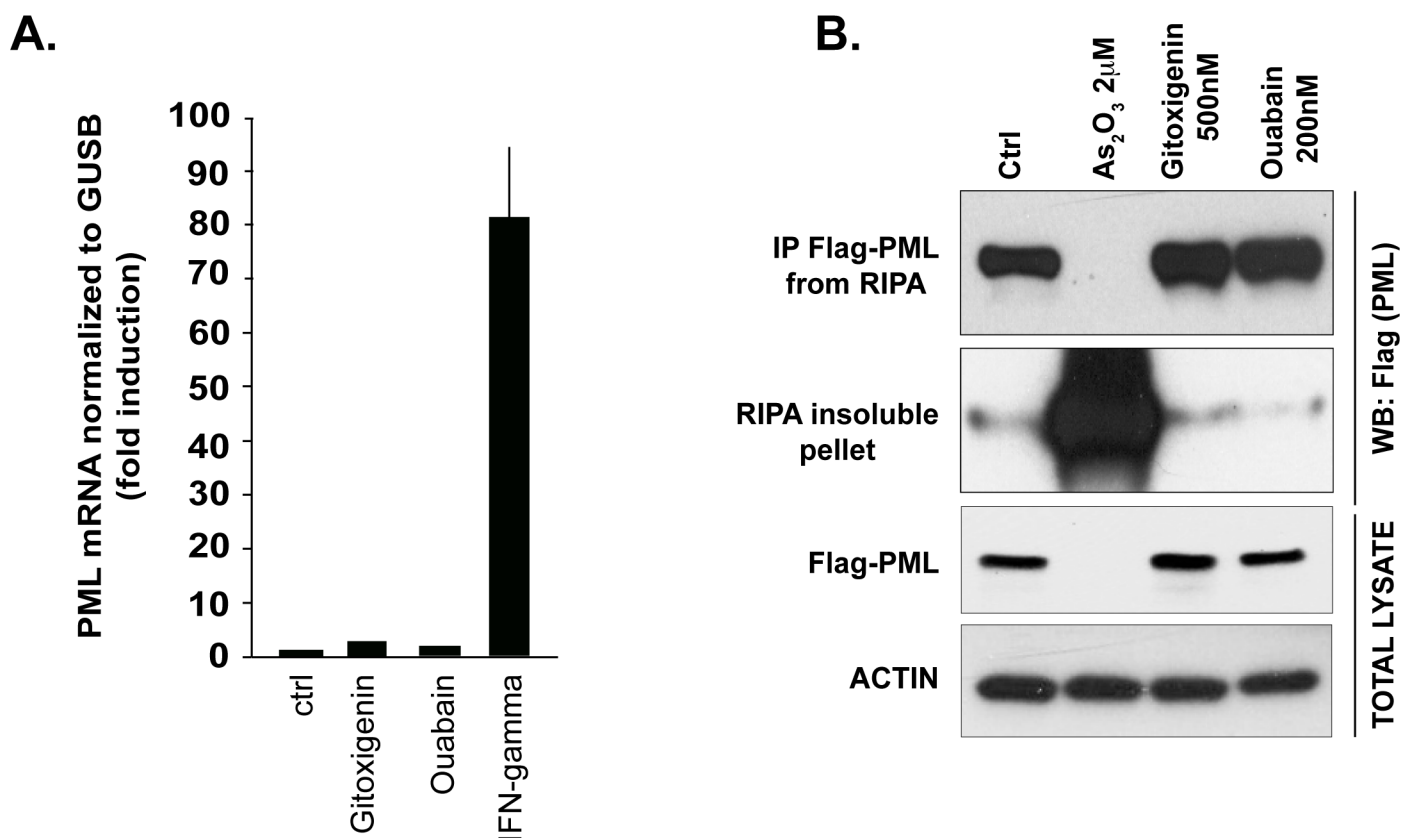 A.
PML mRNA normalized to GUSB
(fold induction)
100
90
80
70
60
50
40
30
20
10
0
ctrl
Gitoxigenin
Ouabain
IFN-gamma
B.
Ctrl
As2O3 2μM
Gitoxigenin
500nM
Ouabain
200nM
IP Flag-PML
from RIPA
RIPA insoluble
pellet
Flag-PML
ACTIN
WB: Flag (PML)
TOTAL LYSATE